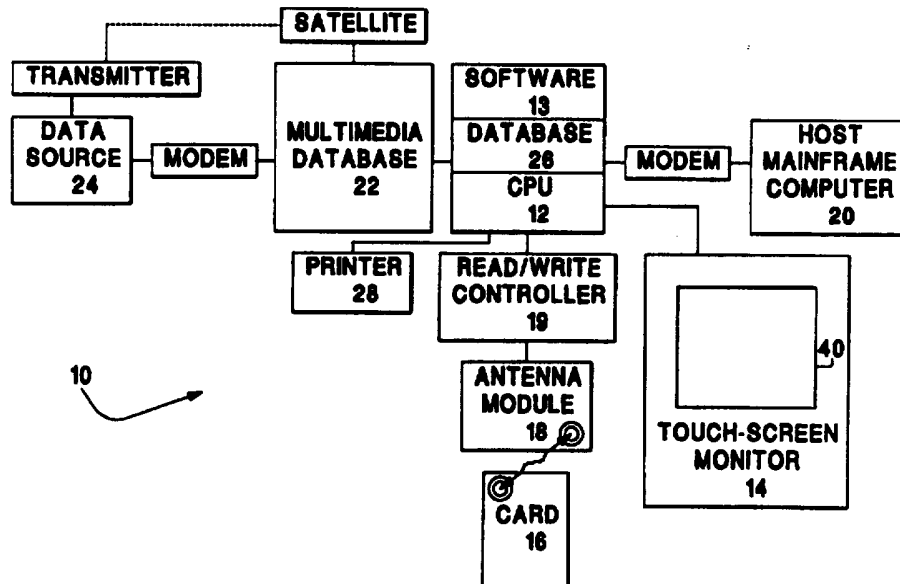 SATELLITE
TRANSMITTER
DATA
SOURCE
24
MODEM
MULTIMEDIA
DATABASE
22
SOFTWARE
13
DATABASE
26
CPU
12
MODEM
HOST
MAINFRAME
COMPUTER
20
PRINTER
28
READ/WRITE
CONTROLLER
19
40
10
ANTENNA
MODULE
18
TOUCH-SCREEN
MONITOR
14
CARD
16